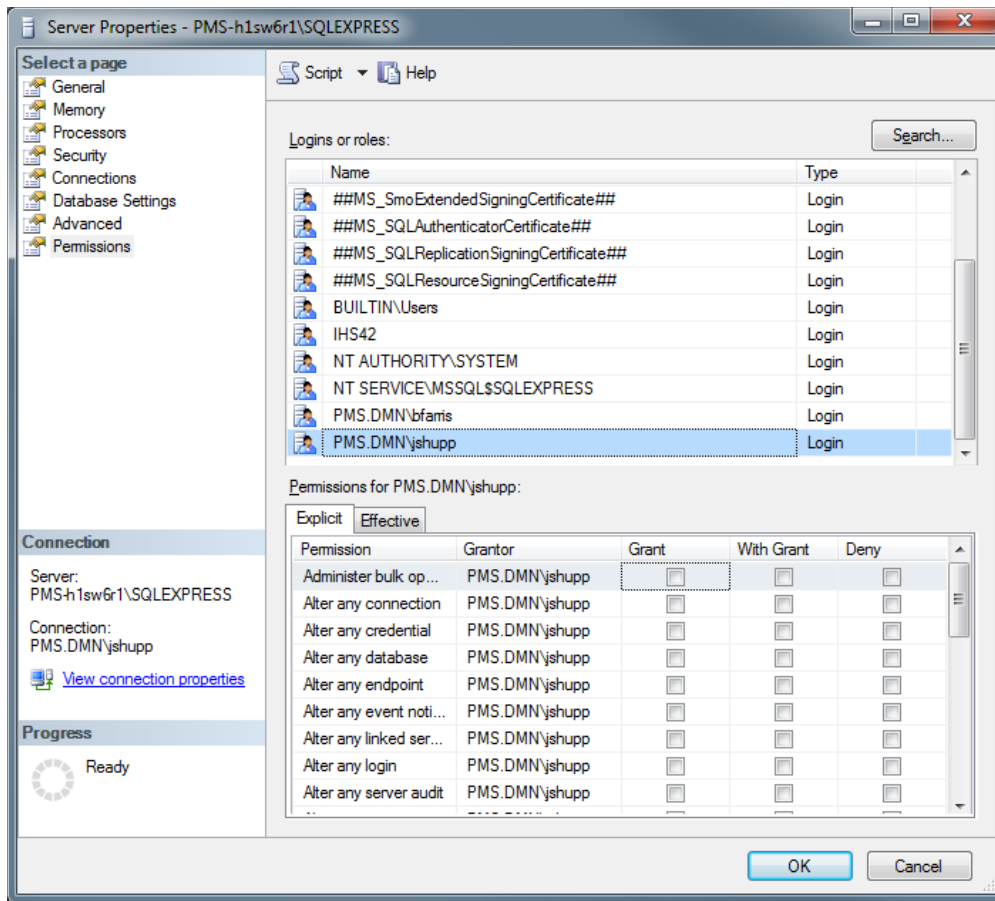 Server Properties - PMS-h1sw6r1\SQLEXPRESS
Select a page
General
Memory
Processors
Security
Connections
Database Settings
Advanced
Permissions
Script Help
Logins or roles:
Search...
Name Type
##MS_SmoExtendedSigningCertificate## Login
##MS_SQLAuthenticatorCertificate## Login
##MS_SQLReplicationSigningCertificate## Login
##MS_SQLResourceSigningCertificate## Login
BUILTIN\Users Login
IHS42 Login
NT AUTHORITY\SYSTEM Login
NT SERVICE\MSSQL$SQLEXPRESS Login
PMS.DMN\bfarris Login
PMS.DMN\jshupp Login
Permissions for PMS.DMN\jshupp:
Explicit Effective
Permission Grantor Grant With Grant Deny
Administer bulk op... PMS.DMN\jshupp
Alter any connection PMS.DMN\jshupp
Alter any credential PMS.DMN\jshupp
Alter any database PMS.DMN\jshupp
Alter any endpoint PMS.DMN\jshupp
Alter any event noti... PMS.DMN\jshupp
Alter any linked ser... PMS.DMN\jshupp
Alter any login PMS.DMN\jshupp
Alter any server audit PMS.DMN\jshupp
Connection
Server:
PMS-h1sw6r1\SQLEXPRESS
Connection:
PMS.DMN\jshupp
View connection properties
Progress
Ready
OK Cancel